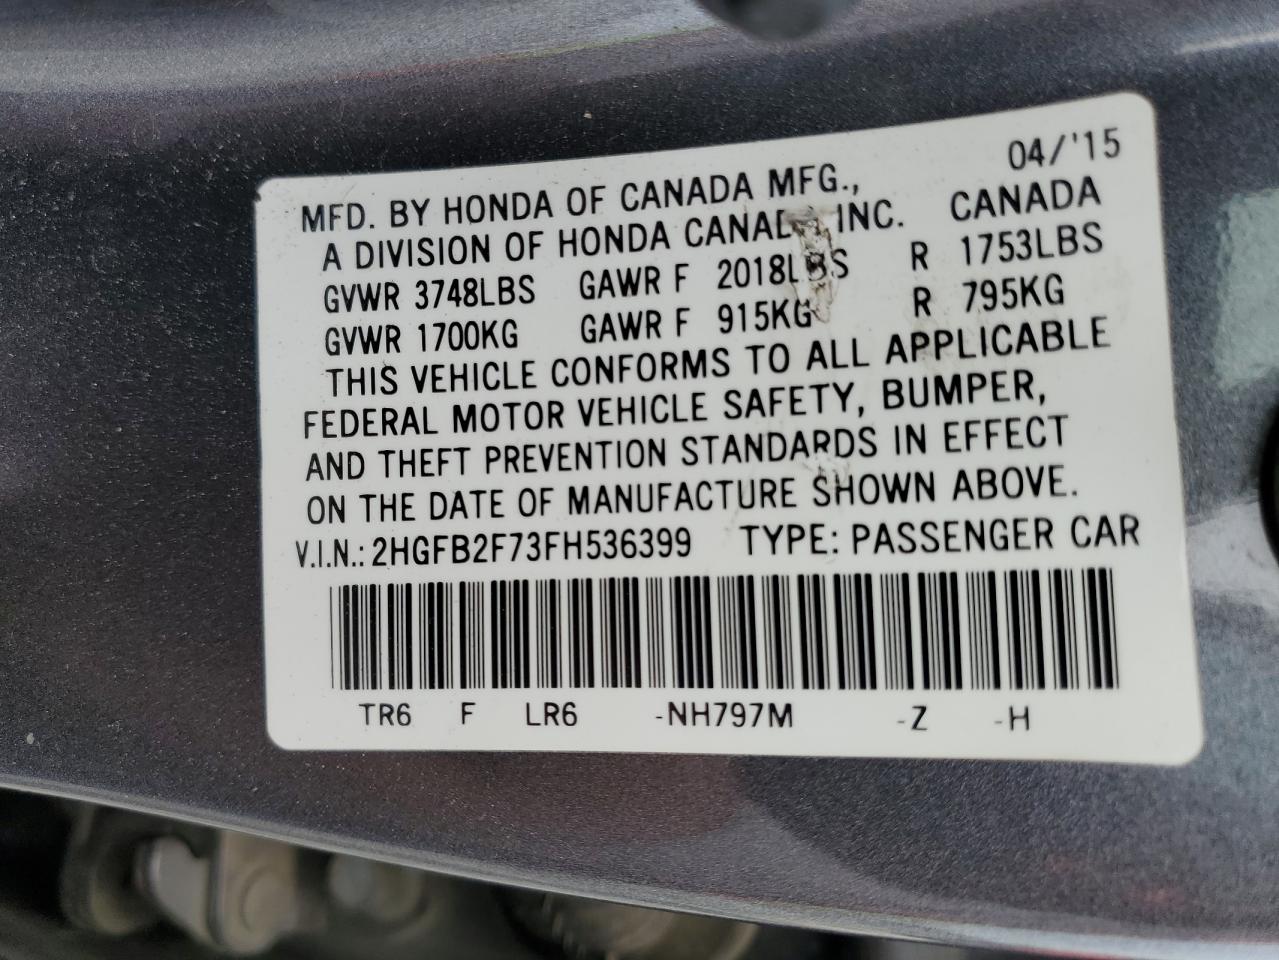 MFD. BY HONDA OF CANADA MFG., 04/'15
A DIVISION OF HONDA CANADA INC. CANADA
GVWR 3748LBS GAWR F 2018LBS R 1753LBS
GVWR 1700KG GAWR F 915KG R 795KG
THIS VEHICLE CONFORMS TO ALL APPLICABLE
FEDERAL MOTOR VEHICLE SAFETY, BUMPER,
AND THEFT PREVENTION STANDARDS IN EFFECT
ON THE DATE OF MANUFACTURE SHOWN ABOVE.
V.I.N.: 2HGFB2F73FH536399 TYPE: PASSENGER CAR
TR6 F LR6 -NH797M -Z -H